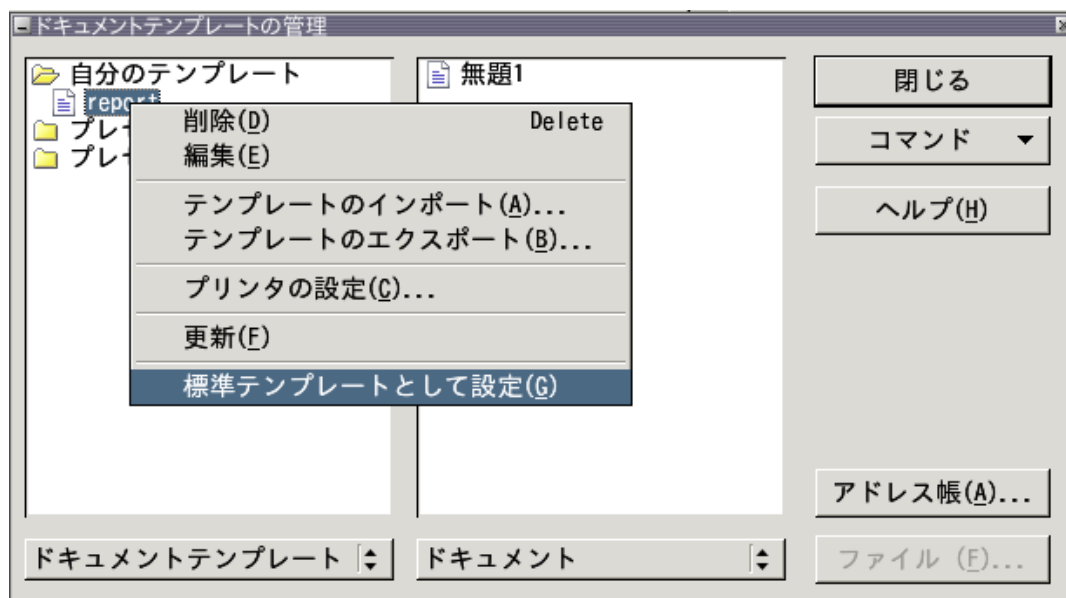 ドキュメントテンプレートの管理
自分のテンプレート
report
プレ
プレ
無題1
削除(D) Delete
編集(E)
テンプレートのインポート(A)...
テンプレートのエクスポート(B)...
プリンタの設定(C)...
更新(F)
標準テンプレートとして設定(G)
閉じる
コマンド
ヘルプ(H)
アドレス帳(A)...
ドキュメントテンプレート
ドキュメント
ファイル (F)...